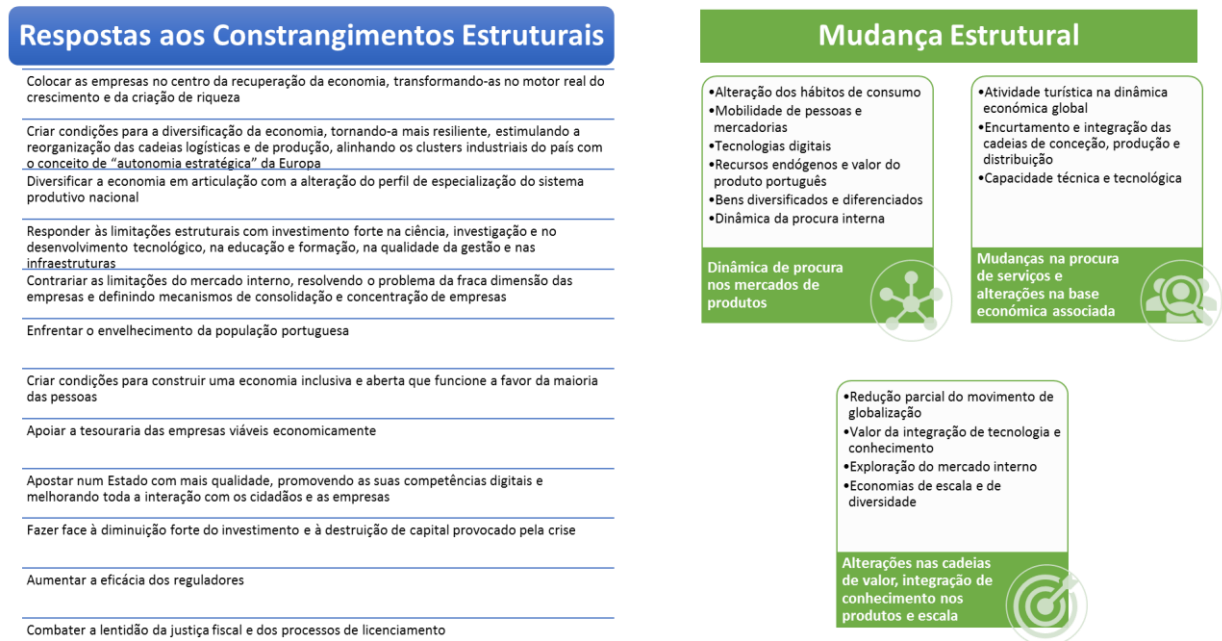 Respostas aos Constrangimentos Estruturais
Colocar as empresas no centro da recuperação da economia, transformando-as no motor real do
crescimento e da criação de riqueza
Criar condições para a diversificação da economia, tornando-a mais resiliente, estimulando a
reorganização das cadeias logísticas e de produção, alinhando os clusters industriais do país com
o conceito de “autonomia estratégica” da Europa
Diversificar a economia em articulação com a alteração do perfil de especialização do sistema
produtivo nacional
Responder às limitações estruturais com investimento forte na ciência, investigação e no
desenvolvimento tecnológico, na educação e formação, na qualidade da gestão e nas
infraestruturas
Contrariar as limitações do mercado interno, resolvendo o problema da fraca dimensão das
empresas e definindo mecanismos de consolidação e concentração de empresas
Enfrentar o envelhecimento da população portuguesa
Criar condições para construir uma economia inclusiva e aberta que funcione a favor da maioria
das pessoas
Apoiar a tesouraria das empresas viáveis economicamente
Apostar num Estado com mais qualidade, promovendo as suas competências digitais e
melhorando toda a interação com os cidadãos e as empresas
Fazer face à diminuição forte do investimento e à destruição de capital provocado pela crise
Aumentar a eficácia dos reguladores
Combater a lentidão da justiça fiscal e dos processos de licenciamento
Mudança Estrutural
•Alteração dos hábitos de consumo
•Mobilidade de pessoas e
mercadorias
•Tecnologias digitais
•Recursos endógenos e valor do
produto português
•Bens diversificados e diferenciados
•Dinâmica da procura interna
Dinâmica de procura
nos mercados de
produtos
•Atividade turística na dinâmica
económica global
•Encurtamento e integração das
cadeias de conceção, produção e
distribuição
•Capacidade técnica e tecnológica
Mudanças na procura
de serviços e
alterações na base
económica associada
•Redução parcial do movimento de
globalização
•Valor da integração de tecnologia e
conhecimento
•Exploração do mercado interno
•Economias de escala e de
diversidade
Alterações nas cadeias
de valor, integração de
conhecimento nos
produtos e escala